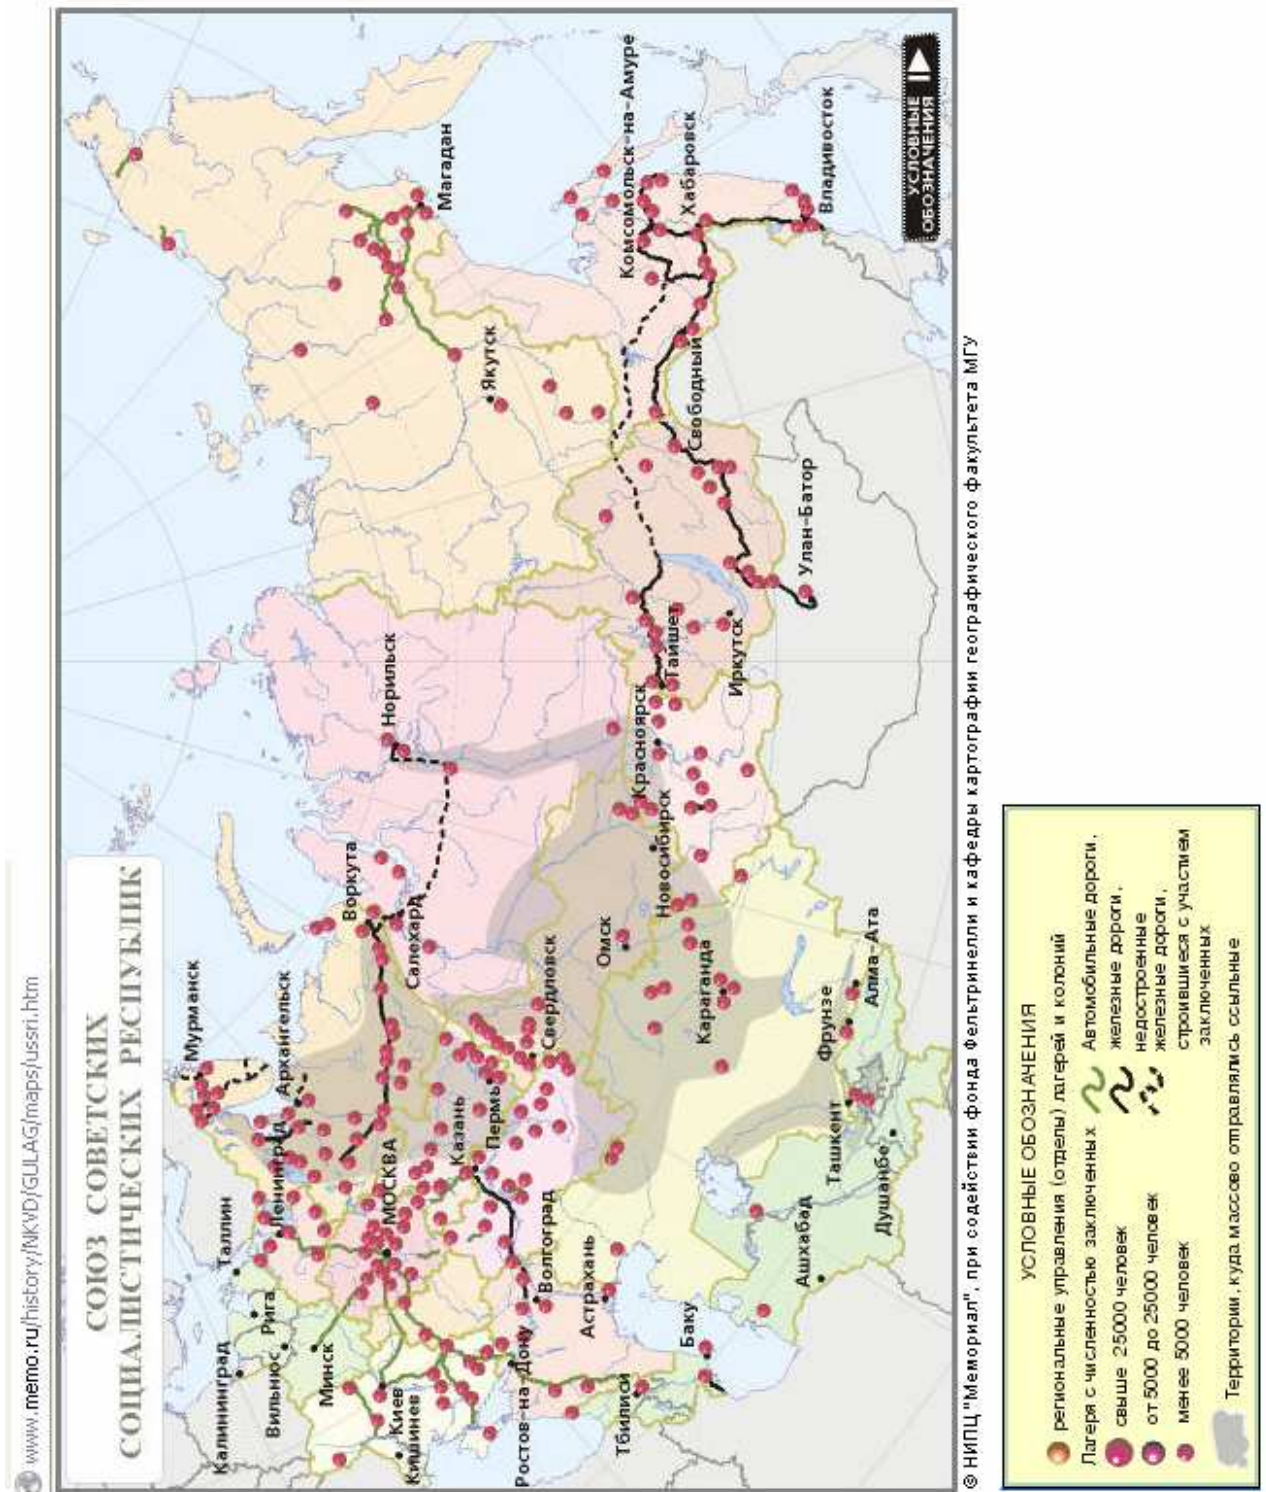 www.memo.ru/history/NKVD/GULAG/maps/ussri.htm
СОЮЗ СОВЕТСКИХ
СОЦИАЛИСТИЧЕСКИХ РЕСПУБЛИК
Мурманск
Архангельск
Ленинград
Таллин
Рига
Калининград
Вильнюс
Минск
Киев
Кишинев
МОСКВА
Казань
Пермь
Свердловск
Воркута
Салехард
Норильск
Якутск
Магадан
Комсомольск-на-Амуре
Хабаровск
Владивосток
Свободный
Улан-Батор
Иркутск
Тайшет
Красноярск
Новосибирск
Омск
Караганда
Алма-Ата
Фрунзе
Ташкент
Душанбе
Ашхабад
Волгоград
Астрахань
Ростов-на-Дону
Баку
Тбилиси
УСЛОВНЫЕ
ОБОЗНАЧЕНИЯ
© НИПЦ "Мемориал", при содействии фонда Фельтринелли и кафедры картографии географического факультета МГУ
УСЛОВНЫЕ ОБОЗНАЧЕНИЯ
региональные управления (отделы) лагерей и колоний
Лагеря с численностью заключенных
свыше 25000 человек
от 5000 до 25000 человек
менее 5000 человек
Автомобильные дороги,
железные дороги,
недостроенные
железные дороги,
строившиеся с участием
заключенных
Территории, куда массово отправлялись ссыльные